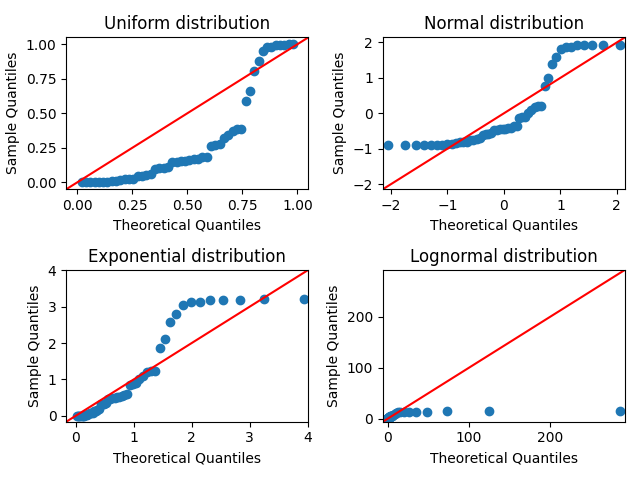 Uniform distribution
1.00
0.75
0.50
0.25
0.00
Sample Quantiles
0.00 0.25 0.50 0.75 1.00
Theoretical Quantiles
Normal distribution
2
1
0
−1
−2
Sample Quantiles
−2 −1 0 1 2
Theoretical Quantiles
Exponential distribution
4
3
2
1
0
Sample Quantiles
0 1 2 3 4
Theoretical Quantiles
Lognormal distribution
200
100
0
Sample Quantiles
0 100 200
Theoretical Quantiles